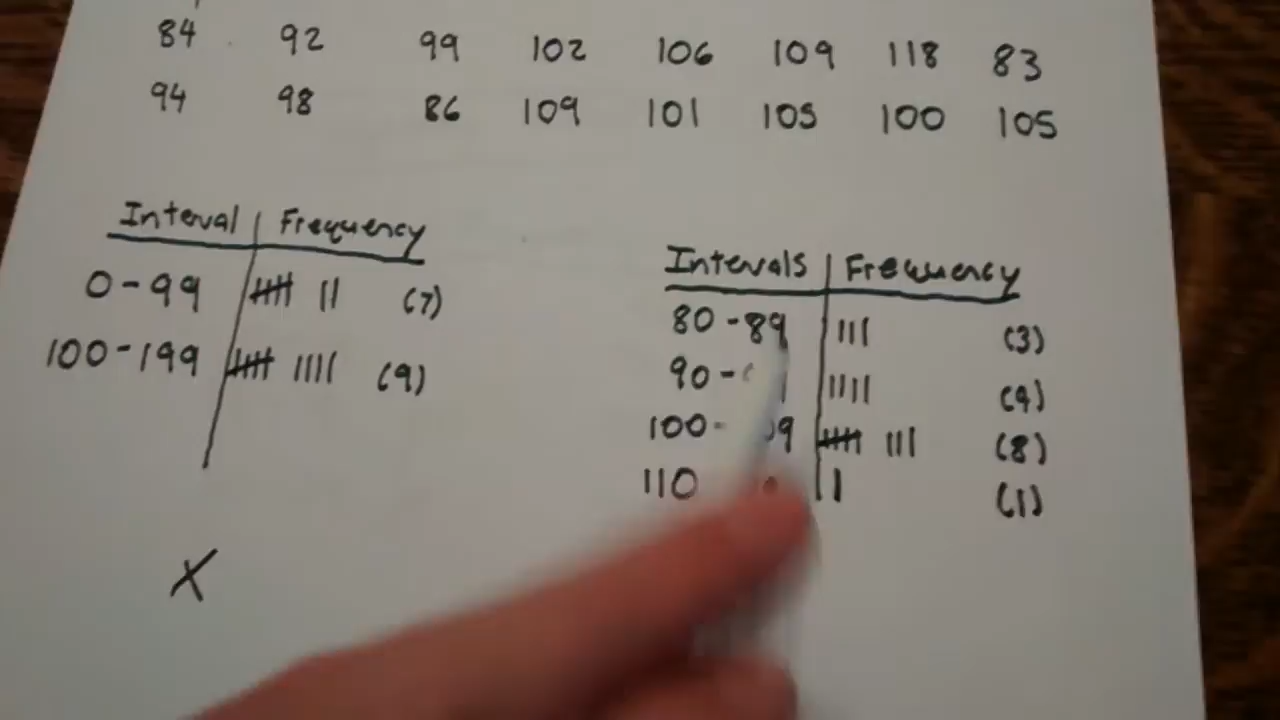 84 92 99 102 106 109 118 83
94 98 86 109 101 105 100 105
Interval Frequency
0-99 (7)
100-199 (9)
X
Intervals Frequency
80-89 (3)
90- (4)
100- 9 (8)
110 (1)